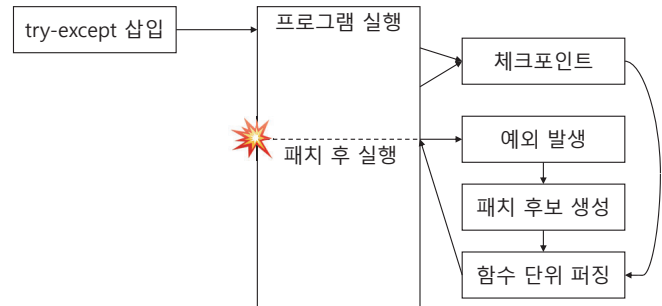 try-except 삽입
프로그램 실행
체크포인트
예외 발생
패치 후 실행
패치 후보 생성
함수 단위 퍼징